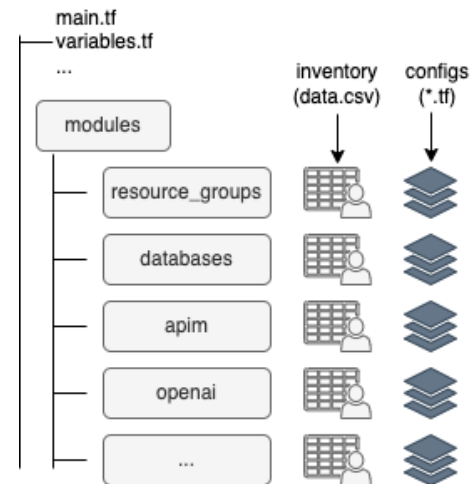 main.tf
variables.tf
...
inventory
(data.csv)
configs
(*.tf)
modules
resource_groups
databases
apim
openai
...